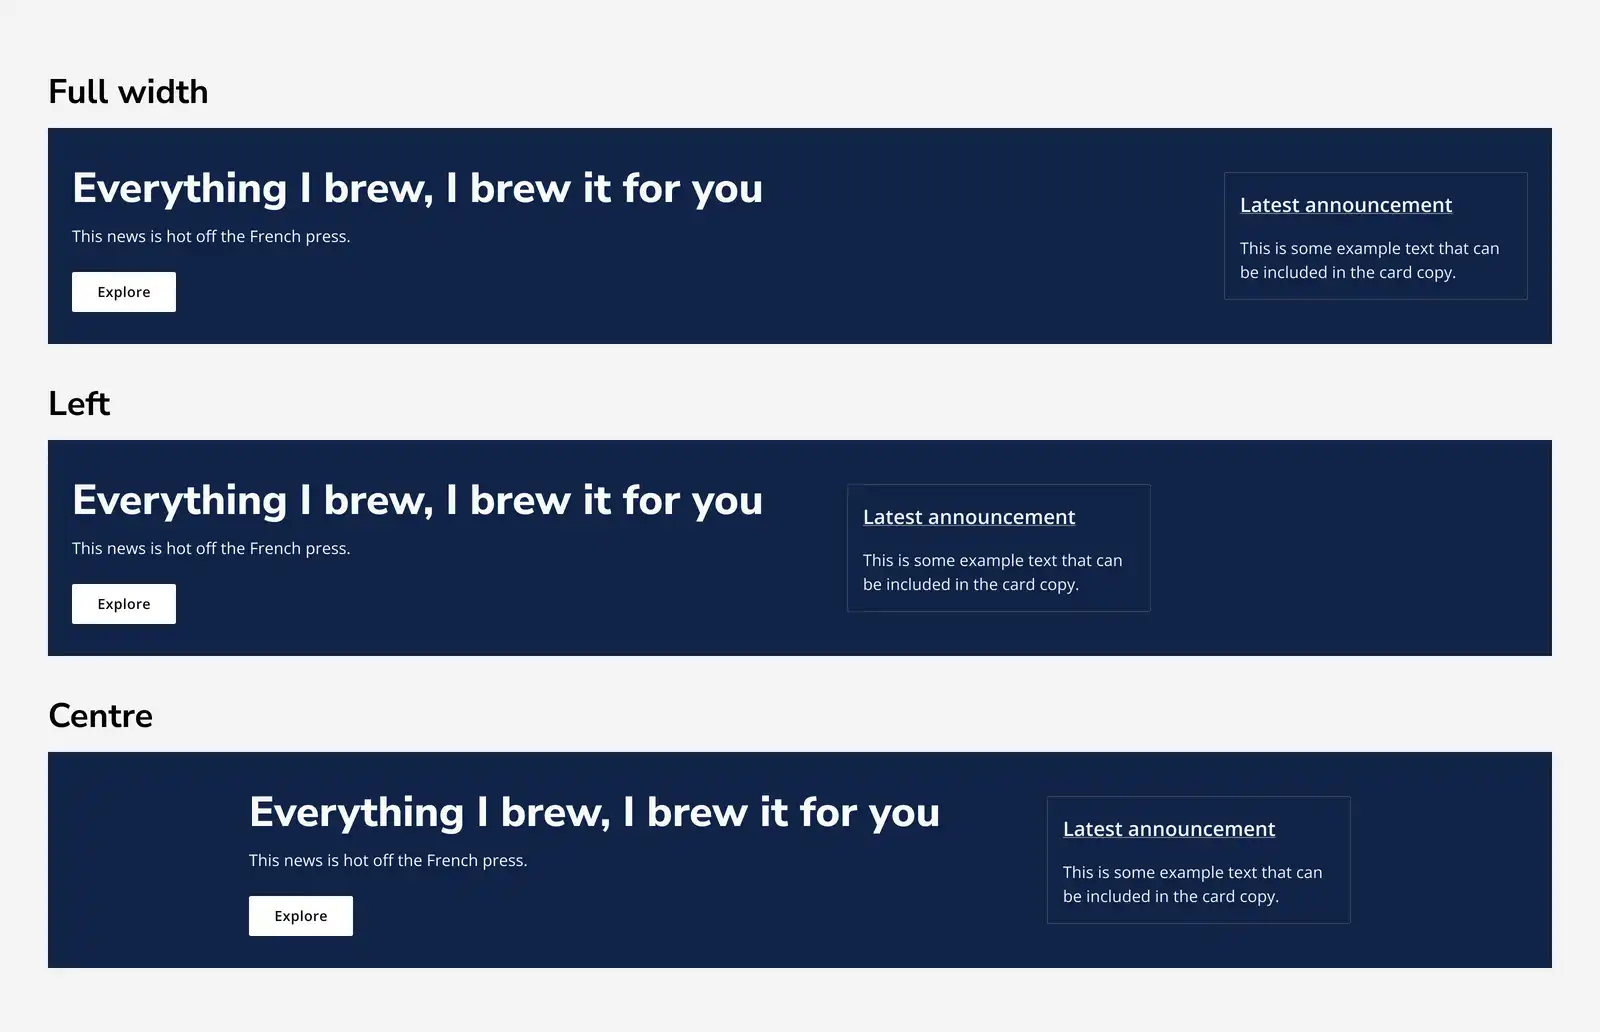 Full width
Everything I brew, I brew it for you
This news is hot off the French press.
Explore
Latest announcement
This is some example text that can
be included in the card copy.
Left
Everything I brew, I brew it for you
This news is hot off the French press.
Explore
Latest announcement
This is some example text that can
be included in the card copy.
Centre
Everything I brew, I brew it for you
This news is hot off the French press.
Explore
Latest announcement
This is some example text that can
be included in the card copy.